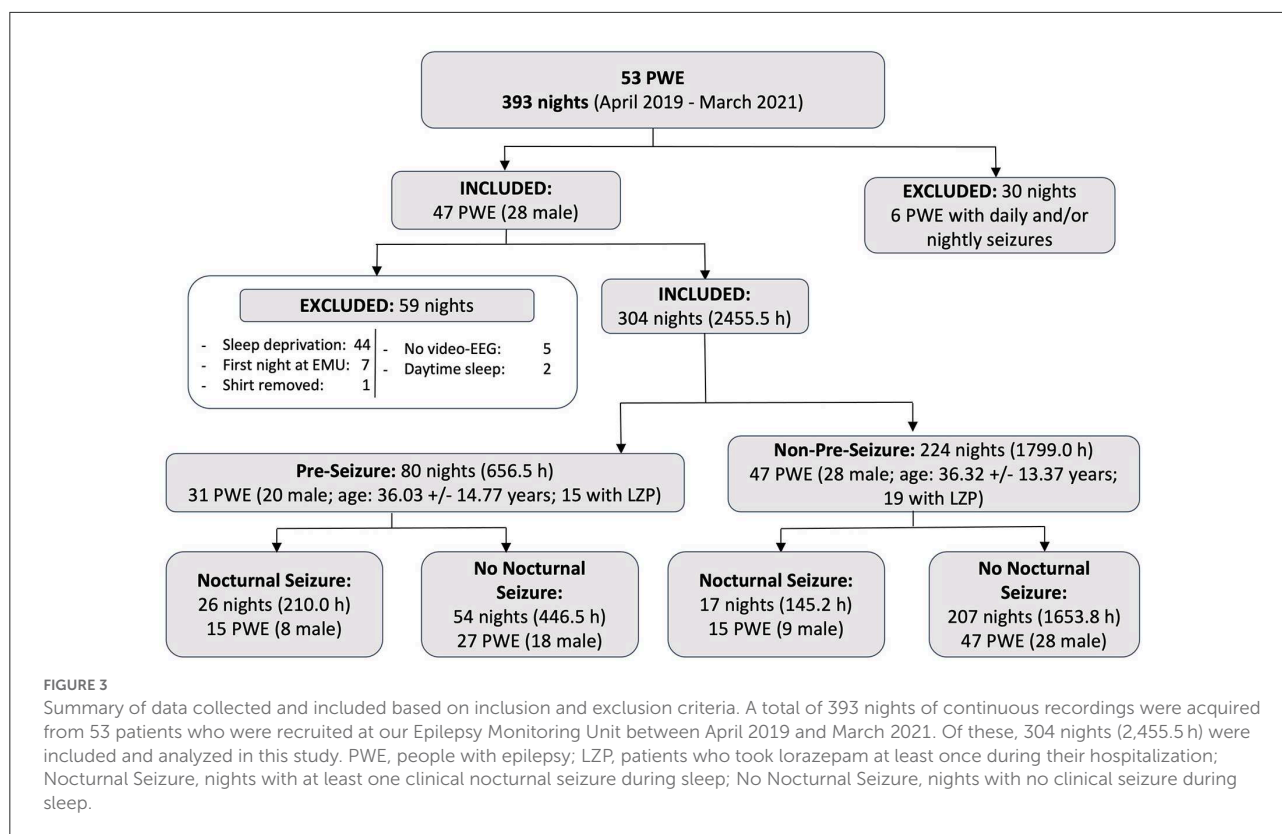 53 PWE
393 nights (April 2019 - March 2021)
INCLUDED:
47 PWE (28 male)
EXCLUDED: 30 nights
6 PWE with daily and/or
nightly seizures
EXCLUDED: 59 nights
- Sleep deprivation: 44
- First night at EMU: 7
- Shirt removed: 1
- No video-EEG: 5
- Daytime sleep: 2
INCLUDED:
304 nights (2455.5 h)
Pre-Seizure: 80 nights (656.5 h)
31 PWE (20 male; age: 36.03 +/- 14.77 years; 15 with LZP)
Non-Pre-Seizure: 224 nights (1799.0 h)
47 PWE (28 male; age: 36.32 +/- 13.37 years;
19 with LZP)
Nocturnal Seizure:
26 nights (210.0 h)
15 PWE (8 male)
No Nocturnal
Seizure:
54 nights (446.5 h)
27 PWE (18 male)
Nocturnal Seizure:
17 nights (145.2 h)
15 PWE (9 male)
No Nocturnal
Seizure:
207 nights (1653.8 h)
47 PWE (28 male)
FIGURE 3
Summary of data collected and included based on inclusion and exclusion criteria. A total of 393 nights of continuous recordings were acquired
from 53 patients who were recruited at our Epilepsy Monitoring Unit between April 2019 and March 2021. Of these, 304 nights (2,455.5 h) were
included and analyzed in this study. PWE, people with epilepsy; LZP, patients who took lorazepam at least once during their hospitalization;
Nocturnal Seizure, nights with at least one clinical nocturnal seizure during sleep; No Nocturnal Seizure, nights with no clinical seizure during
sleep.